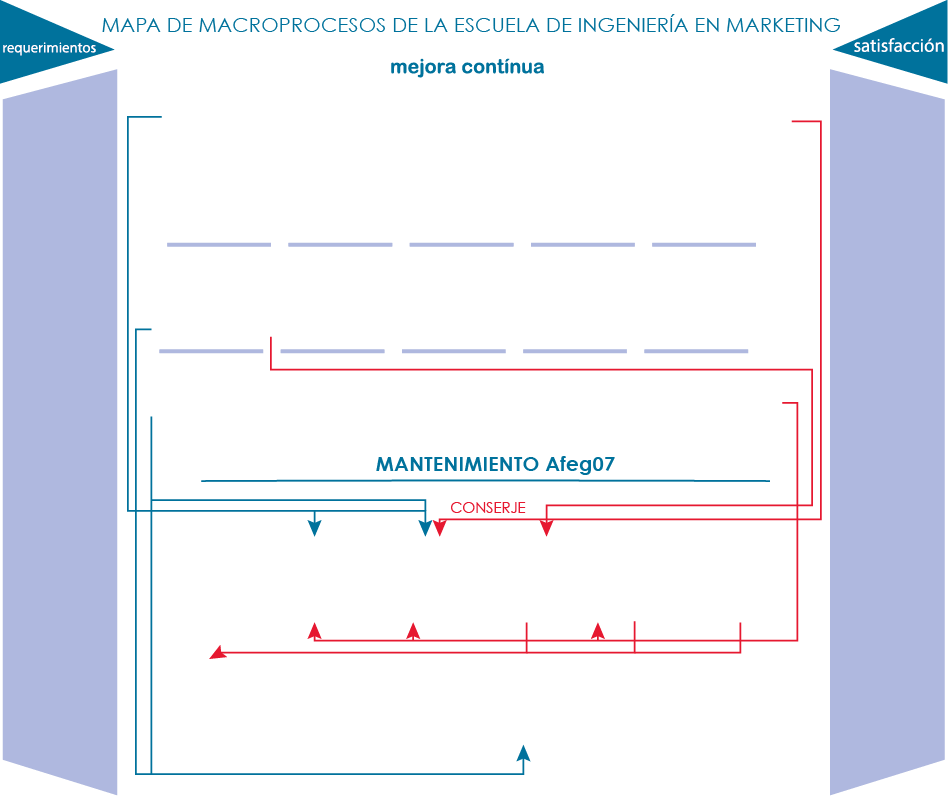 MAPA DE MACROPROCESOS DE LA ESCUELA DE INGENIERÍA EN MARKETING
requerimientos
satisfacción
mejora contínua
MANTENIMIENTO Afeg07
CONSERJE